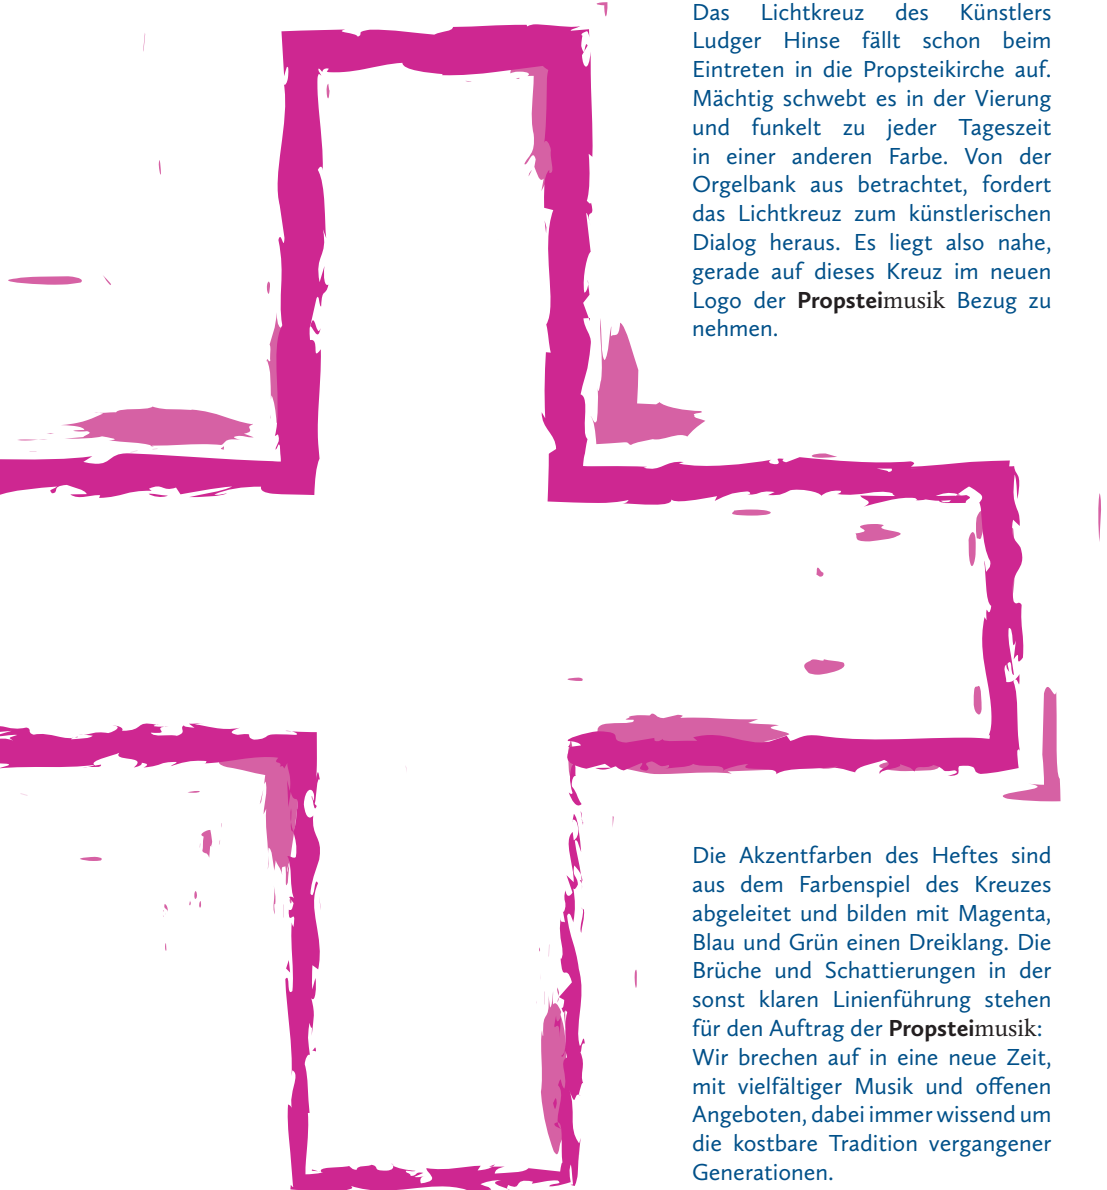 Das Lichtkreuz des Künstlers
Ludger Hinse fällt schon beim
Eintreten in die Propsteikirche auf.
Mächtig schwebt es in der Vierung
und funkelt zu jeder Tageszeit
in einer anderen Farbe. Von der
Orgelbank aus betrachtet, fordert
das Lichtkreuz zum künstlerischen
Dialog heraus. Es liegt also nahe,
gerade auf dieses Kreuz im neuen
Logo der Propsteimusik Bezug zu
nehmen.
Die Akzentfarben des Heftes sind
aus dem Farbenspiel des Kreuzes
abgeleitet und bilden mit Magenta,
Blau und Grün einen Dreiklang. Die
Brüche und Schattierungen in der
sonst klaren Linienführung stehen
für den Auftrag der Propsteimusik:
Wir brechen auf in eine neue Zeit,
mit vielfältiger Musik und offenen
Angeboten, dabei immer wissend um
die kostbare Tradition vergangener
Generationen.